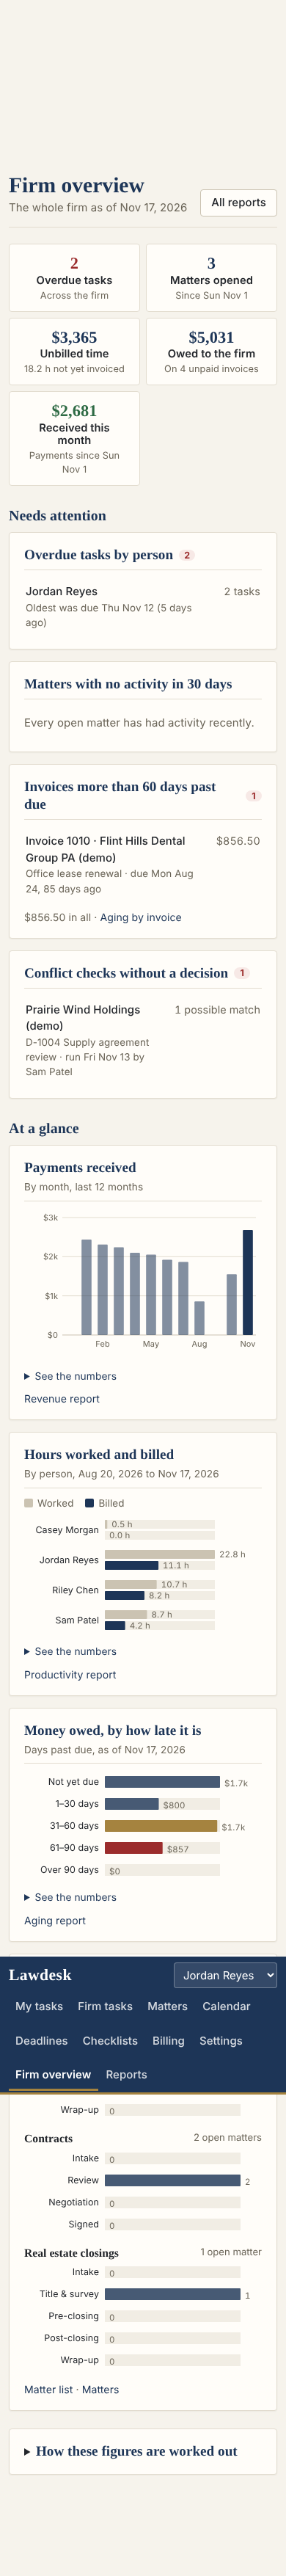 Firm overview
The whole firm as of Nov 17, 2026
All reports
2
Overdue tasks
Across the firm
3
Matters opened
Since Sun Nov 1
$3,365
Unbilled time
18.2 h not yet invoiced
$5,031
Owed to the firm
On 4 unpaid invoices
$2,681
Received this
month
Payments since Sun
Nov 1
Needs attention
Overdue tasks by person 2
Jordan Reyes 2 tasks
Oldest was due Thu Nov 12 (5 days
ago)
Matters with no activity in 30 days
Every open matter has had activity recently.
Invoices more than 60 days past
due
1
Invoice 1010 · Flint Hills Dental
Group PA (demo)
$856.50
Office lease renewal · due Mon Aug
24, 85 days ago
$856.50 in all · Aging by invoice
Conflict checks without a decision 1
Prairie Wind Holdings
(demo)
1 possible match
D-1004 Supply agreement
review · run Fri Nov 13 by
Sam Patel
At a glance
Payments received
By month, last 12 months
$3k
$2k
$1k
$0
Feb May Aug Nov
▶ See the numbers
Revenue report
Hours worked and billed
By person, Aug 20, 2026 to Nov 17, 2026
Worked Billed
Casey Morgan
0.5 h
0.0 h
Jordan Reyes
22.8 h
11.1 h
Riley Chen
10.7 h
8.2 h
Sam Patel
8.7 h
4.2 h
▶ See the numbers
Productivity report
Money owed, by how late it is
Days past due, as of Nov 17, 2026
Not yet due $1.7k
1–30 days $800
31–60 days $1.7k
61–90 days $857
Over 90 days $0
▶ See the numbers
Aging report
Lawdesk
Jordan Reyes
My tasks Firm tasks Matters Calendar
Deadlines Checklists Billing Settings
Firm overview Reports
Wrap-up 0
Contracts 2 open matters
Intake 0
Review 2
Negotiation 0
Signed 0
Real estate closings 1 open matter
Intake 0
Title & survey 1
Pre-closing 0
Post-closing 0
Wrap-up 0
Matter list · Matters
▶ How these figures are worked out